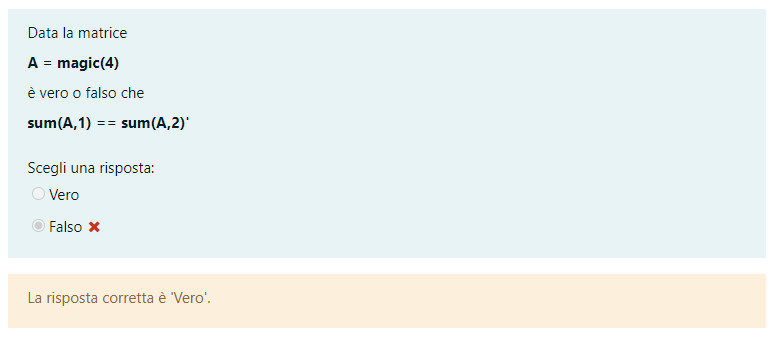 Data la matrice
A = magic(4)
è vero o falso che
sum(A,1) == sum(A,2)'
Scegli una risposta:
Vero
Falso
La risposta corretta è 'Vero'.